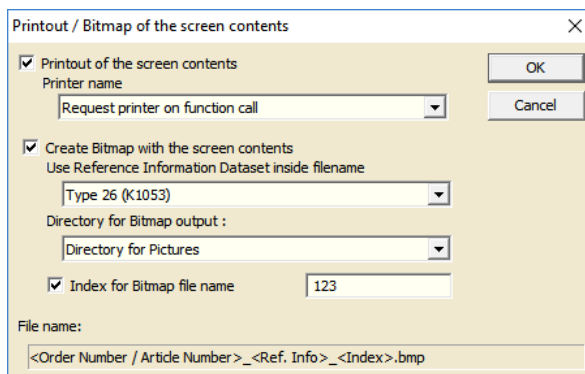 Printout / Bitmap of the screen contents
Printout of the screen contents
OK
Printer name
Request printer on function call
Cancel
Create Bitmap with the screen contents
Use Reference Information Dataset inside filename
Type 26 (K1053)
Directory for Bitmap output :
Directory for Pictures
Index for Bitmap file name 123
File name:
<Order Number / Article Number>_<Ref. Info>_<Index>.bmp